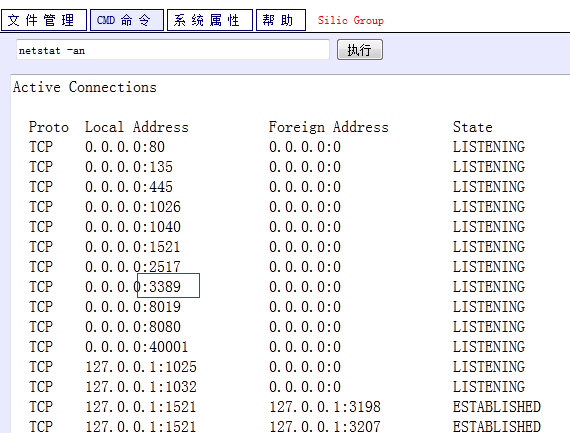 文件管理 CMD命令 系统属性 帮助 Silic Group
netstat -an 执行
Active Connections
Proto Local Address Foreign Address State
TCP 0.0.0.0:80 0.0.0.0:0 LISTENING
TCP 0.0.0.0:135 0.0.0.0:0 LISTENING
TCP 0.0.0.0:445 0.0.0.0:0 LISTENING
TCP 0.0.0.0:1026 0.0.0.0:0 LISTENING
TCP 0.0.0.0:1040 0.0.0.0:0 LISTENING
TCP 0.0.0.0:1521 0.0.0.0:0 LISTENING
TCP 0.0.0.0:2517 0.0.0.0:0 LISTENING
TCP 0.0.0.0:3389 0.0.0.0:0 LISTENING
TCP 0.0.0.0:8019 0.0.0.0:0 LISTENING
TCP 0.0.0.0:8080 0.0.0.0:0 LISTENING
TCP 0.0.0.0:40001 0.0.0.0:0 LISTENING
TCP 127.0.0.1:1025 0.0.0.0:0 LISTENING
TCP 127.0.0.1:1032 0.0.0.0:0 LISTENING
TCP 127.0.0.1:1521 127.0.0.1:3198 ESTABLISHED
TCP 127.0.0.1:1521 127.0.0.1:3207 ESTABLISHED